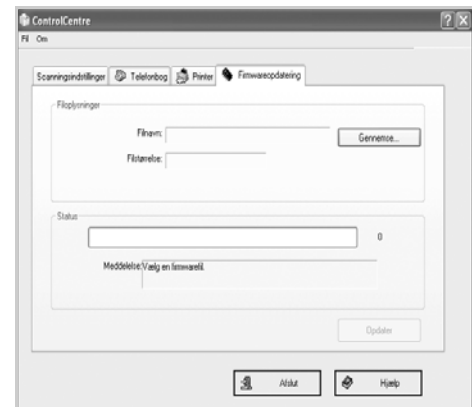 ControlCentre
Fil Om
Scanningsindstillinger Telefonbog Printer Firmwareopdatering
Filoplysninger
Filnavn:
Gennemse...
Filstørrelse:
Status
0
Meddelelse: Vælg en firmwarefil.
Opdater
Afslut Hjælp